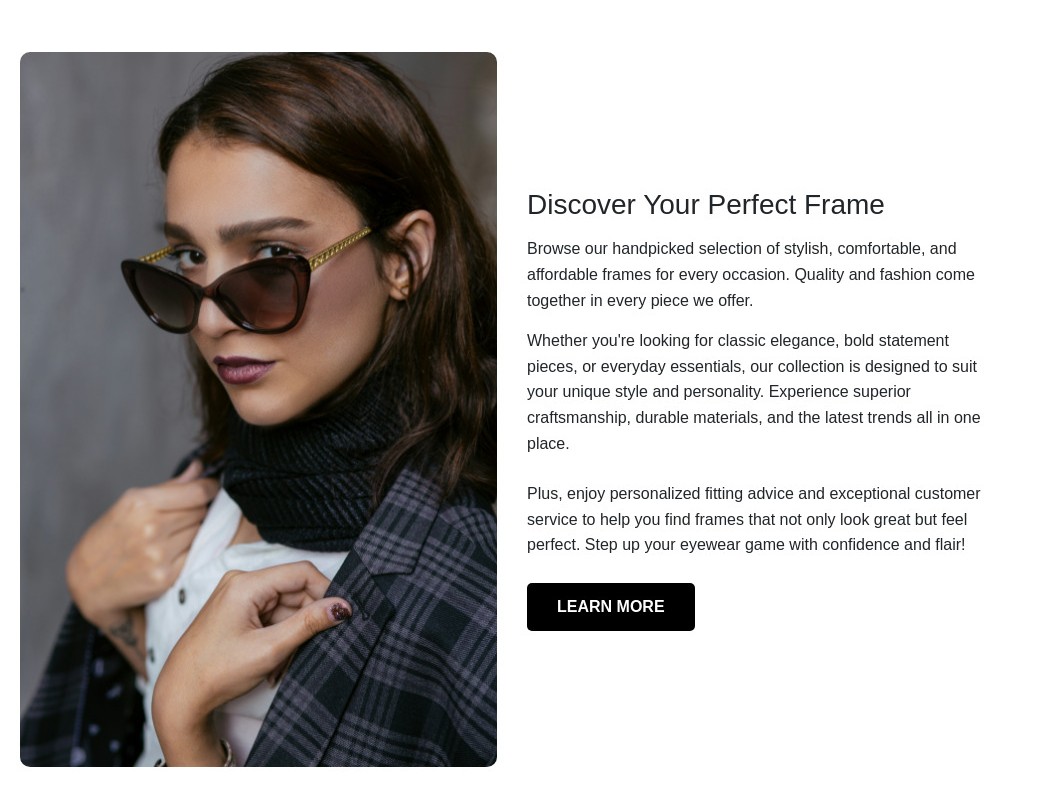 Discover Your Perfect Frame
Browse our handpicked selection of stylish, comfortable, and
affordable frames for every occasion. Quality and fashion come
together in every piece we offer.
Whether you're looking for classic elegance, bold statement
pieces, or everyday essentials, our collection is designed to suit
your unique style and personality. Experience superior
craftsmanship, durable materials, and the latest trends all in one
place.
Plus, enjoy personalized fitting advice and exceptional customer
service to help you find frames that not only look great but feel
perfect. Step up your eyewear game with confidence and flair!
LEARN MORE